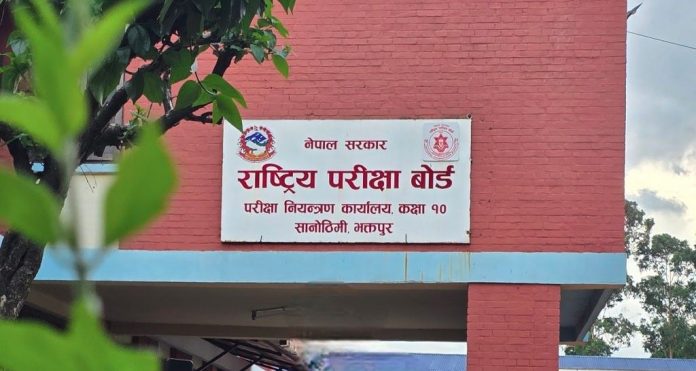 नेपाल सरकार
राष्ट्रिय परीक्षा बोर्ड
परीक्षा नियन्त्रण कार्यालय, कक्षा १०
सानोठिमी, भक्तपुर